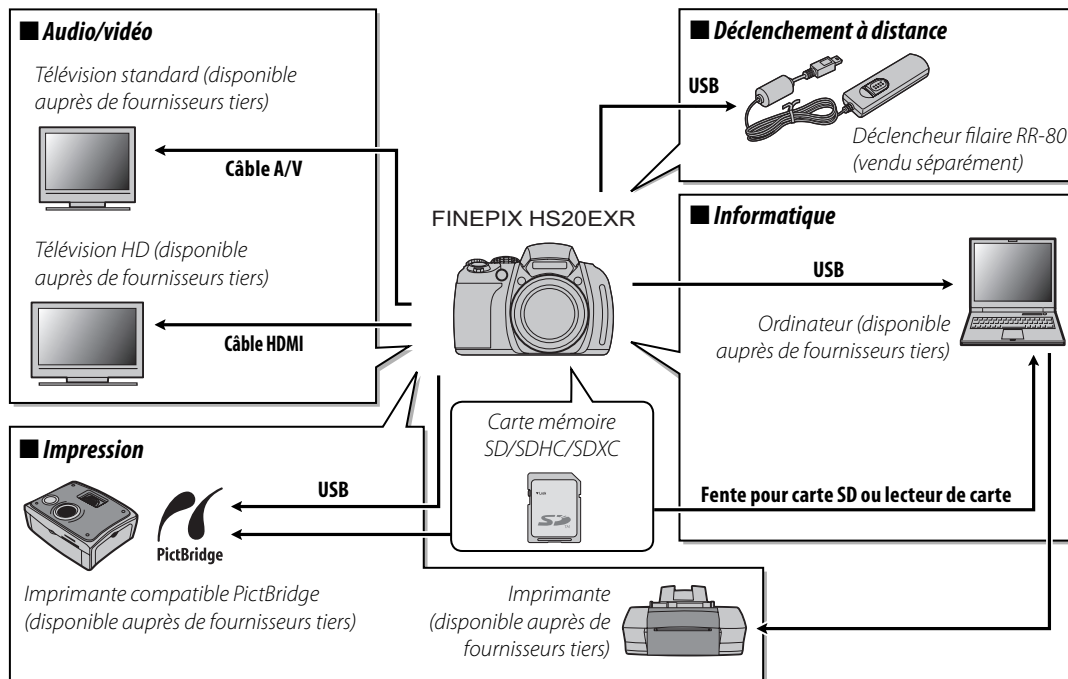 ■ Audio/vidéo
Télévision standard (disponible
auprès de fournisseurs tiers)
Câble A/V
Télévision HD (disponible
auprès de fournisseurs tiers)
Câble HDMI
FINEPIX HS20EXR
■ Déclenchement à distance
USB
Déclencheur filaire RR-80
(vendu séparément)
■ Informatique
USB
Ordinateur (disponible
auprès de fournisseurs tiers)
Carte mémoire
SD/SDHC/SDXC
SD
Fente pour carte SD ou lecteur de carte
■ Impression
USB
PictBridge
Imprimante compatible PictBridge
(disponible auprès de fournisseurs tiers)
Imprimante
(disponible auprès de
fournisseurs tiers)